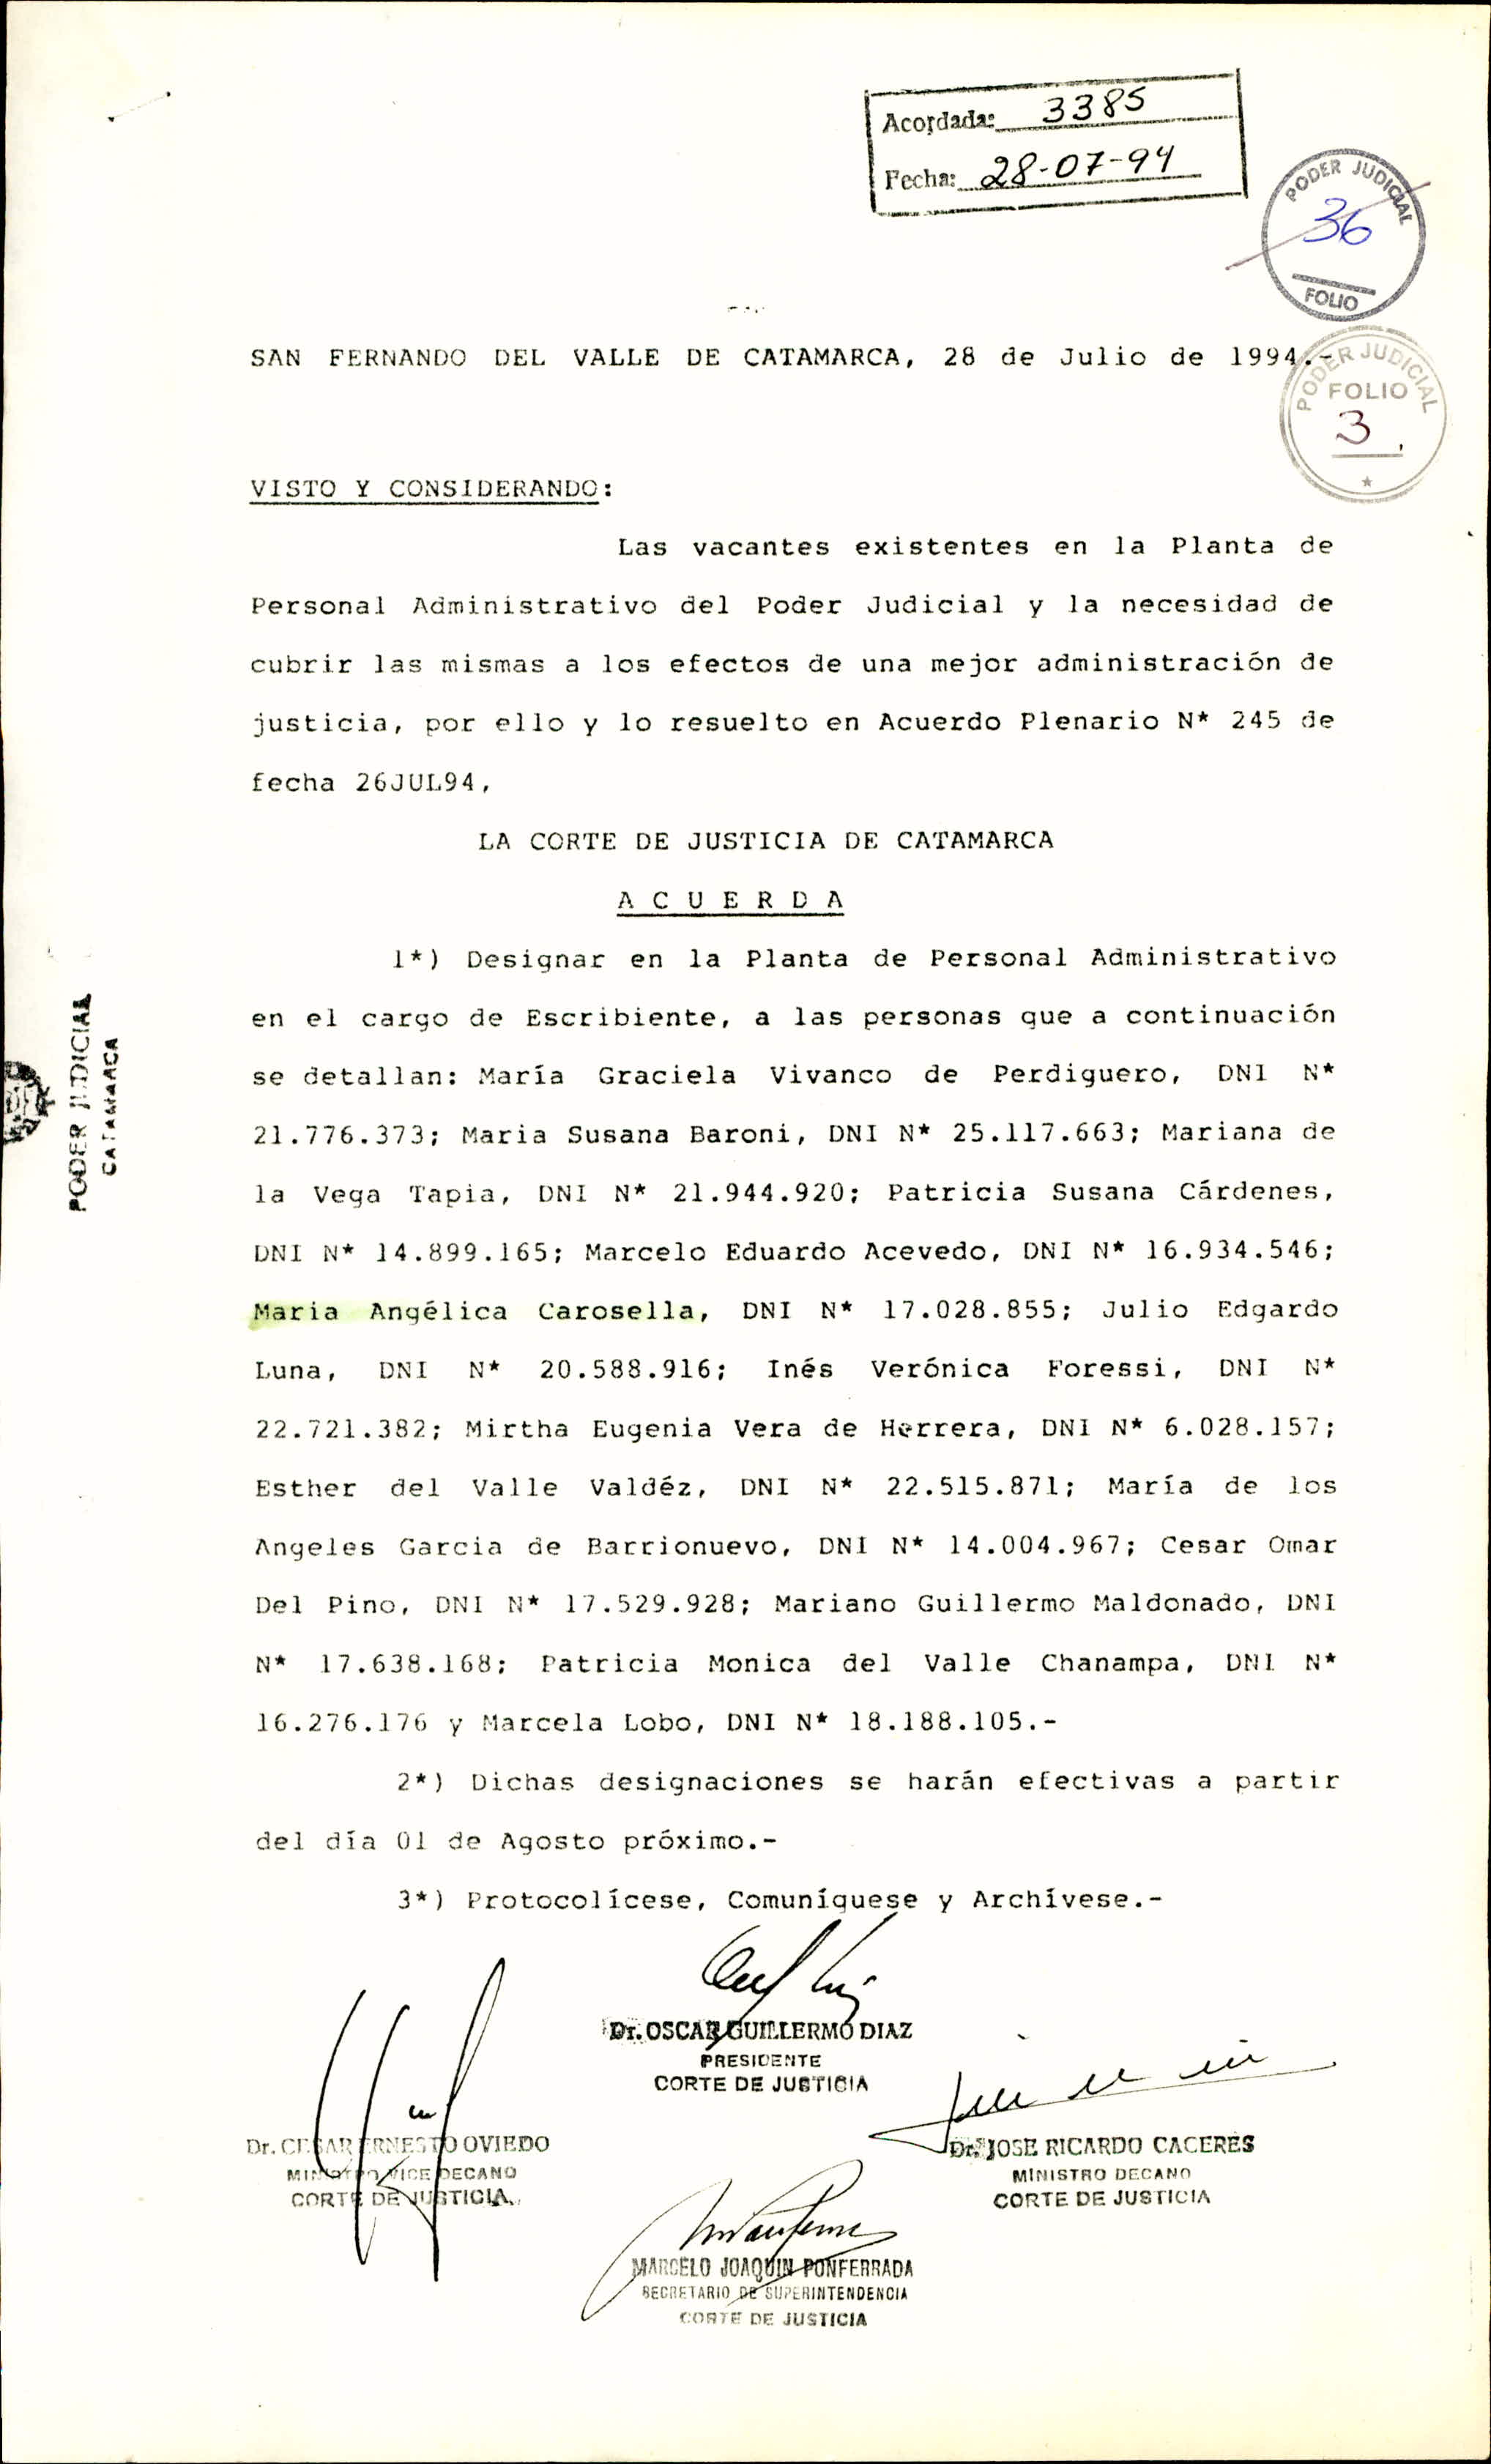 Acordada: 3385
Fecha: 28-07-94
PODER JUDICIAL
36
FOLIO
SAN FERNANDO DEL VALLE DE CATAMARCA, 28 de Julio de 1994.-
PODER JUDICIAL
FOLIO
3
VISTO Y CONSIDERANDO:
Las vacantes existentes en la Planta de
Personal Administrativo del Poder Judicial y la necesidad de
cubrir las mismas a los efectos de una mejor administración de
justicia, por ello y lo resuelto en Acuerdo Plenario N* 245 de
fecha 26JUL94,
LA CORTE DE JUSTICIA DE CATAMARCA
A C U E R D A
1*) Designar en la Planta de Personal Administrativo
en el cargo de Escribiente, a las personas que a continuación
se detallan: María Graciela Vivanco de Perdiguero, DNI N*
21.776.373; Maria Susana Baroni, DNI N* 25.117.663; Mariana de
la Vega Tapia, DNI N* 21.944.920; Patricia Susana Cárdenes,
DNI N* 14.899.165; Marcelo Eduardo Acevedo, DNI N* 16.934.546;
Maria Angélica Carosella, DNI N* 17.028.855; Julio Edgardo
Luna, DNI N* 20.588.916; Inés Verónica Foressi, DNI N*
22.721.382; Mirtha Eugenia Vera de Herrera, DNI N* 6.028.157;
Esther del Valle Valdéz, DNI N* 22.515.871; María de los
Angeles Garcia de Barrionuevo, DNI N* 14.004.967; Cesar Omar
Del Pino, DNI N* 17.529.928; Mariano Guillermo Maldonado, DNI
N* 17.638.168; Patricia Monica del Valle Chanampa, DNI N*
16.276.176 y Marcela Lobo, DNI N* 18.188.105.-
2*) Dichas designaciones se harán efectivas a partir
del día 01 de Agosto próximo.-
3*) Protocolícese, Comuníquese y Archívese.-
PODER JUDICIAL
CATAMARCA
Dr. OSCAR GUILLERMO DIAZ
PRESIDENTE
CORTE DE JUSTICIA
Dr. CESAR ERNESTO OVIEDO
MINISTRO VICE DECANO
CORTE DE JUSTICIA
Dr. JOSE RICARDO CACERES
MINISTRO DECANO
CORTE DE JUSTICIA
MARCELO JOAQUIN PONFERRADA
SECRETARIO DE SUPERINTENDENCIA
CORTE DE JUSTICIA